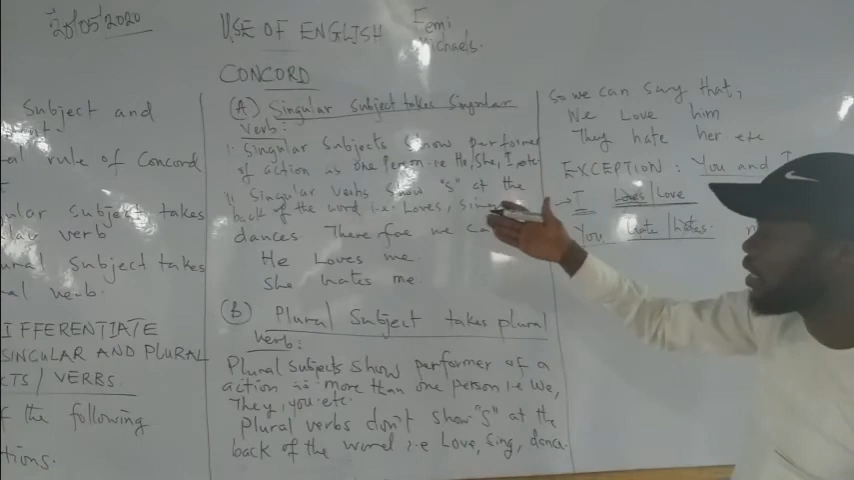 20/05/2020
USE OF ENGLISH
Femi
Michaels.
Subject and
al rule of Concord
ular subject takes
lar verb
ural Subject takes
al verb.
IFFERENTIATE
SINGULAR AND PLURAL
CTS/VERBS.
f the following
tions.
CONCORD
(A) Singular Subject takes Singular
verb:
i. Singular Subjects show performer
of action as one person i.e He, She, I, etc
ii. Singular verbs show "s" at the
back of the word i.e. Loves,
dances. Therefore we ca
He Loves me
She hates me.
(B) Plural Subject takes plural
verb:
Plural subjects show performer of a
action is more than one person i.e We,
They, you etc.
Plural verbs don't show "s" at the
back of the word i.e Love, Sing, dance.
So we can say that,
We Love him
They hate her etc
EXCEPTION: You and I
→ I Loves/Love
You hate/hates